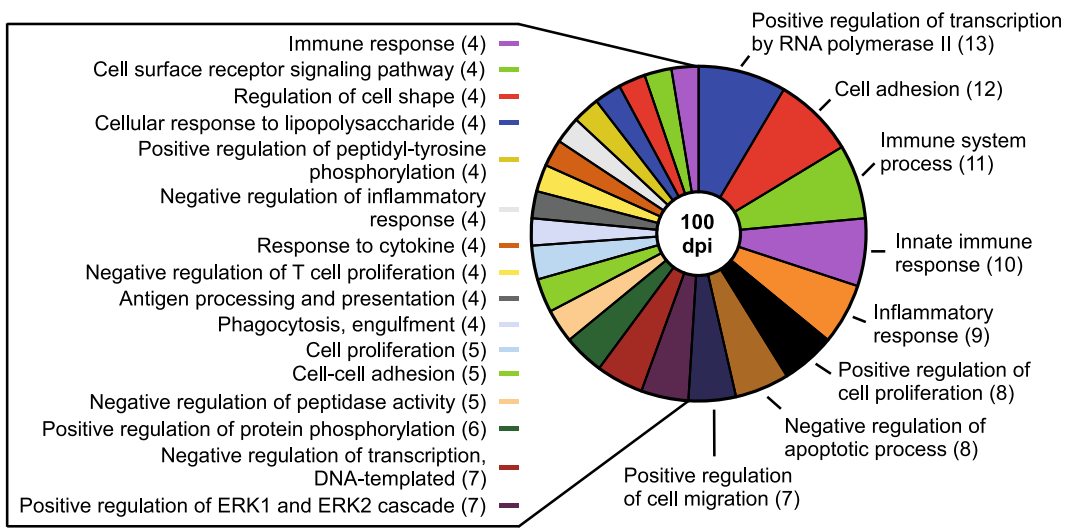 Immune response (4)
Cell surface receptor signaling pathway (4)
Regulation of cell shape (4)
Cellular response to lipopolysaccharide (4)
Positive regulation of peptidyl-tyrosine
phosphorylation (4)
Negative regulation of inflammatory
response (4)
Response to cytokine (4)
Negative regulation of T cell proliferation (4)
Antigen processing and presentation (4)
Phagocytosis, engulfment (4)
Cell proliferation (5)
Cell-cell adhesion (5)
Negative regulation of peptidase activity (5)
Positive regulation of protein phosphorylation (6)
Negative regulation of transcription,
DNA-templated (7)
Positive regulation of ERK1 and ERK2 cascade (7)
100
dpi
Positive regulation of transcription
by RNA polymerase II (13)
Cell adhesion (12)
Immune system
process (11)
Innate immune
response (10)
Inflammatory
response (9)
Positive regulation of
cell proliferation (8)
Negative regulation of
apoptotic process (8)
Positive regulation
of cell migration (7)